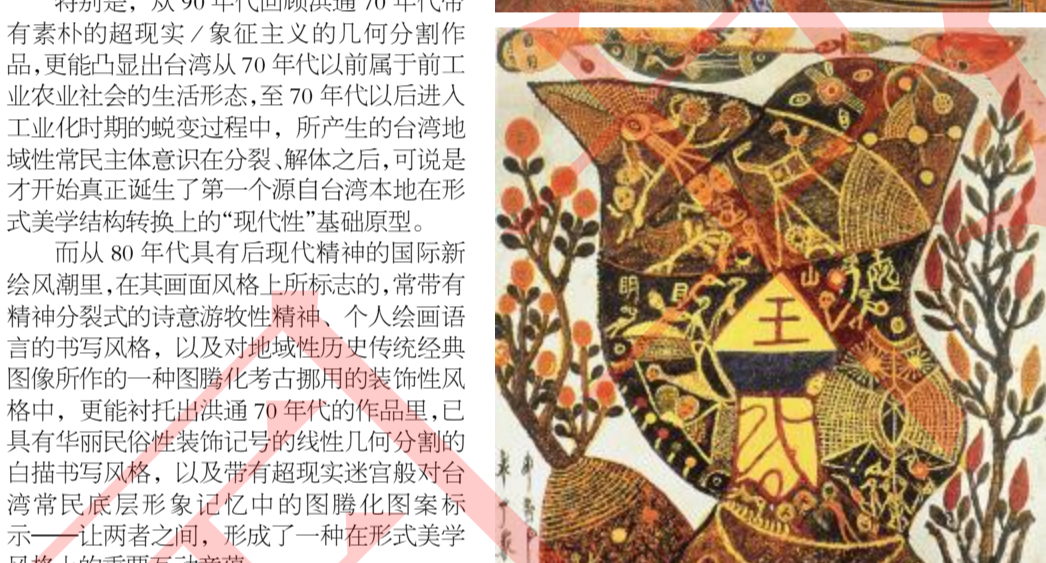 特别是，从90年代回顾洪通70年代带
有素朴的超现实/象征主义的几何分割作
品，更能凸显出台湾从70年代以前属于前工
业农业社会的生活形态，至70年代以后进入
工业化时期的蜕变过程中，所产生的台湾地
域性常民主体意识在分裂、解体之后，可说是
才开始真正诞生了第一个源自台湾本地在形
式美学结构转换上的“现代性”基础原型。
而从80年代具有后现代精神的国际新
绘风潮里，在其画面风格上所标志的，常带有
精神分裂式的诗意游牧性精神、个人绘画语
言的书写风格，以及对地域性历史传统经典
图像所作的一种图腾化考古挪用的装饰性风
格中，更能衬托出洪通70年代的作品里，已
具有华丽民俗性装饰记号的线性几何分割的
白描书写风格，以及带有超现实迷宫般对台
湾常民底层形象记忆中的图腾化图案标
示——让两者之间，形成了一种在形式美学
明
山
王